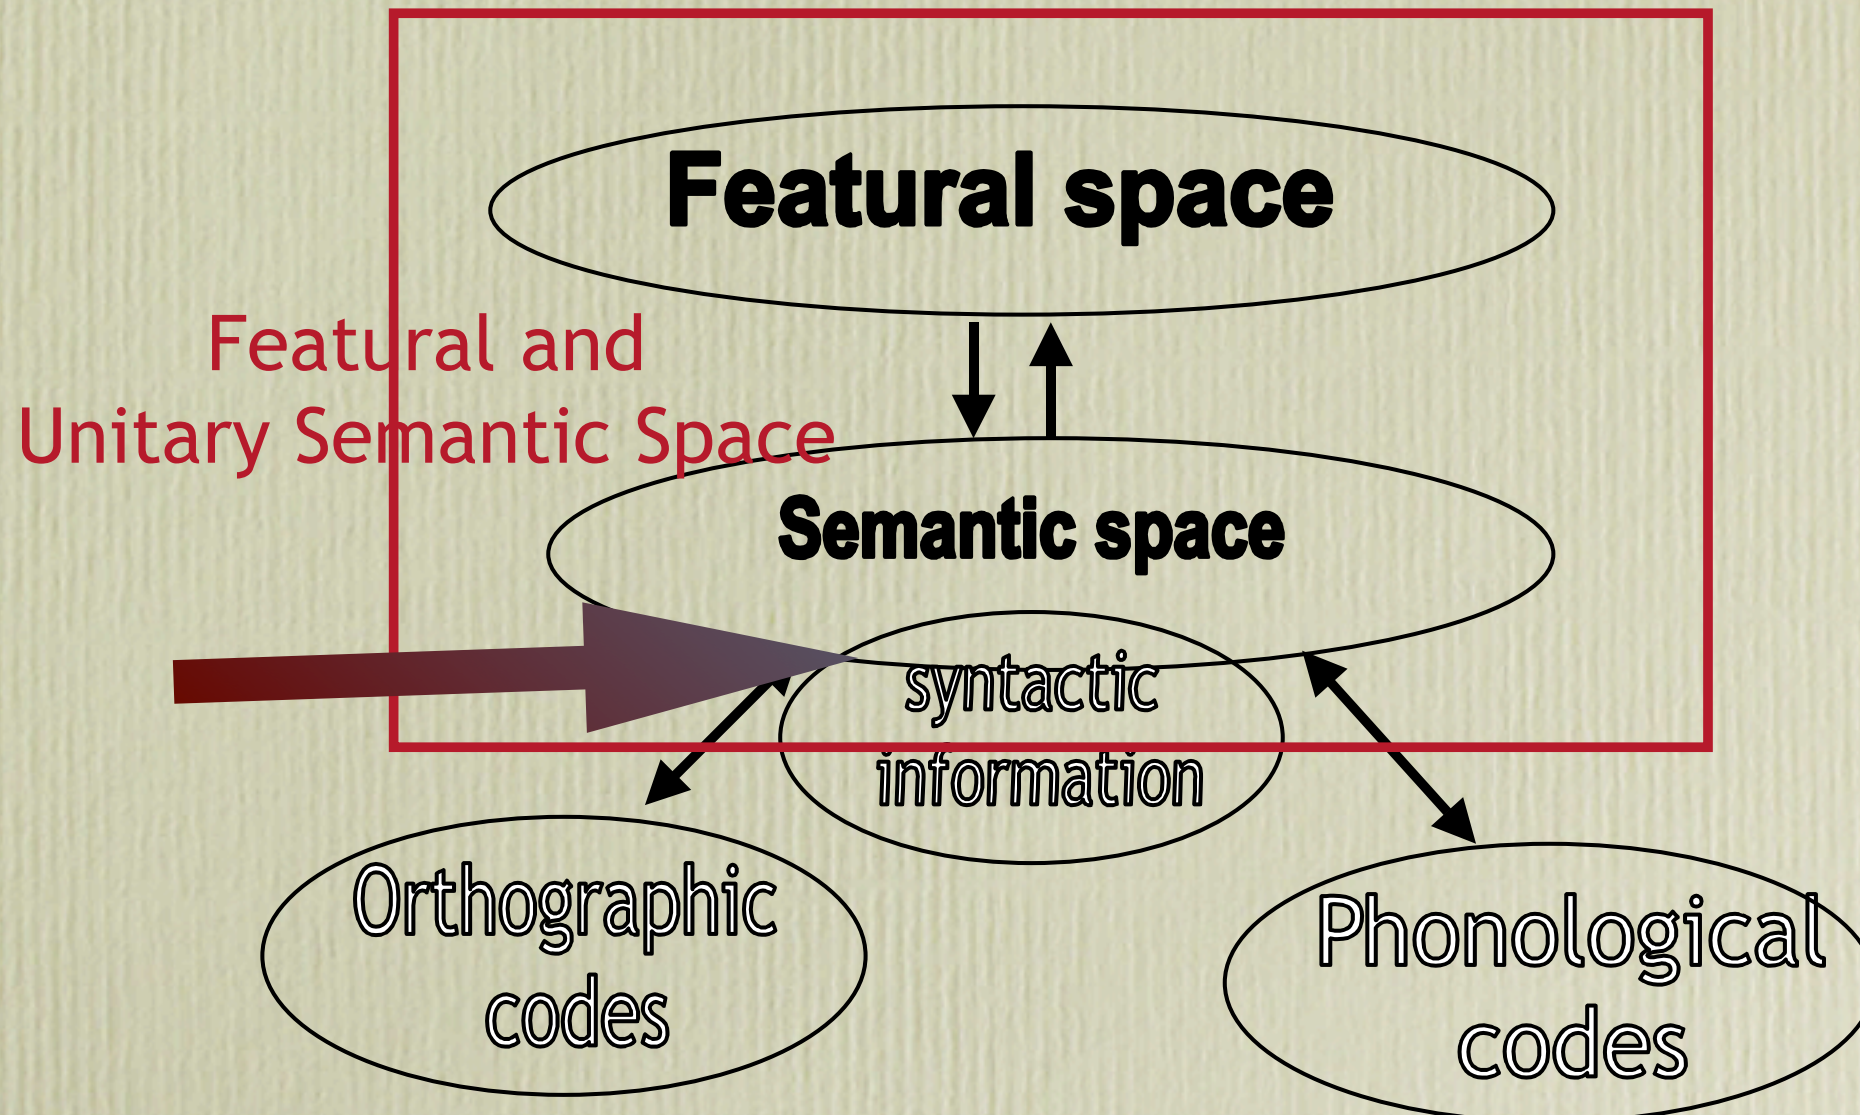 Featural space
Featural and
Unitary Semantic Space
Semantic space
syntactic
information
Orthographic
codes
Phonological
codes